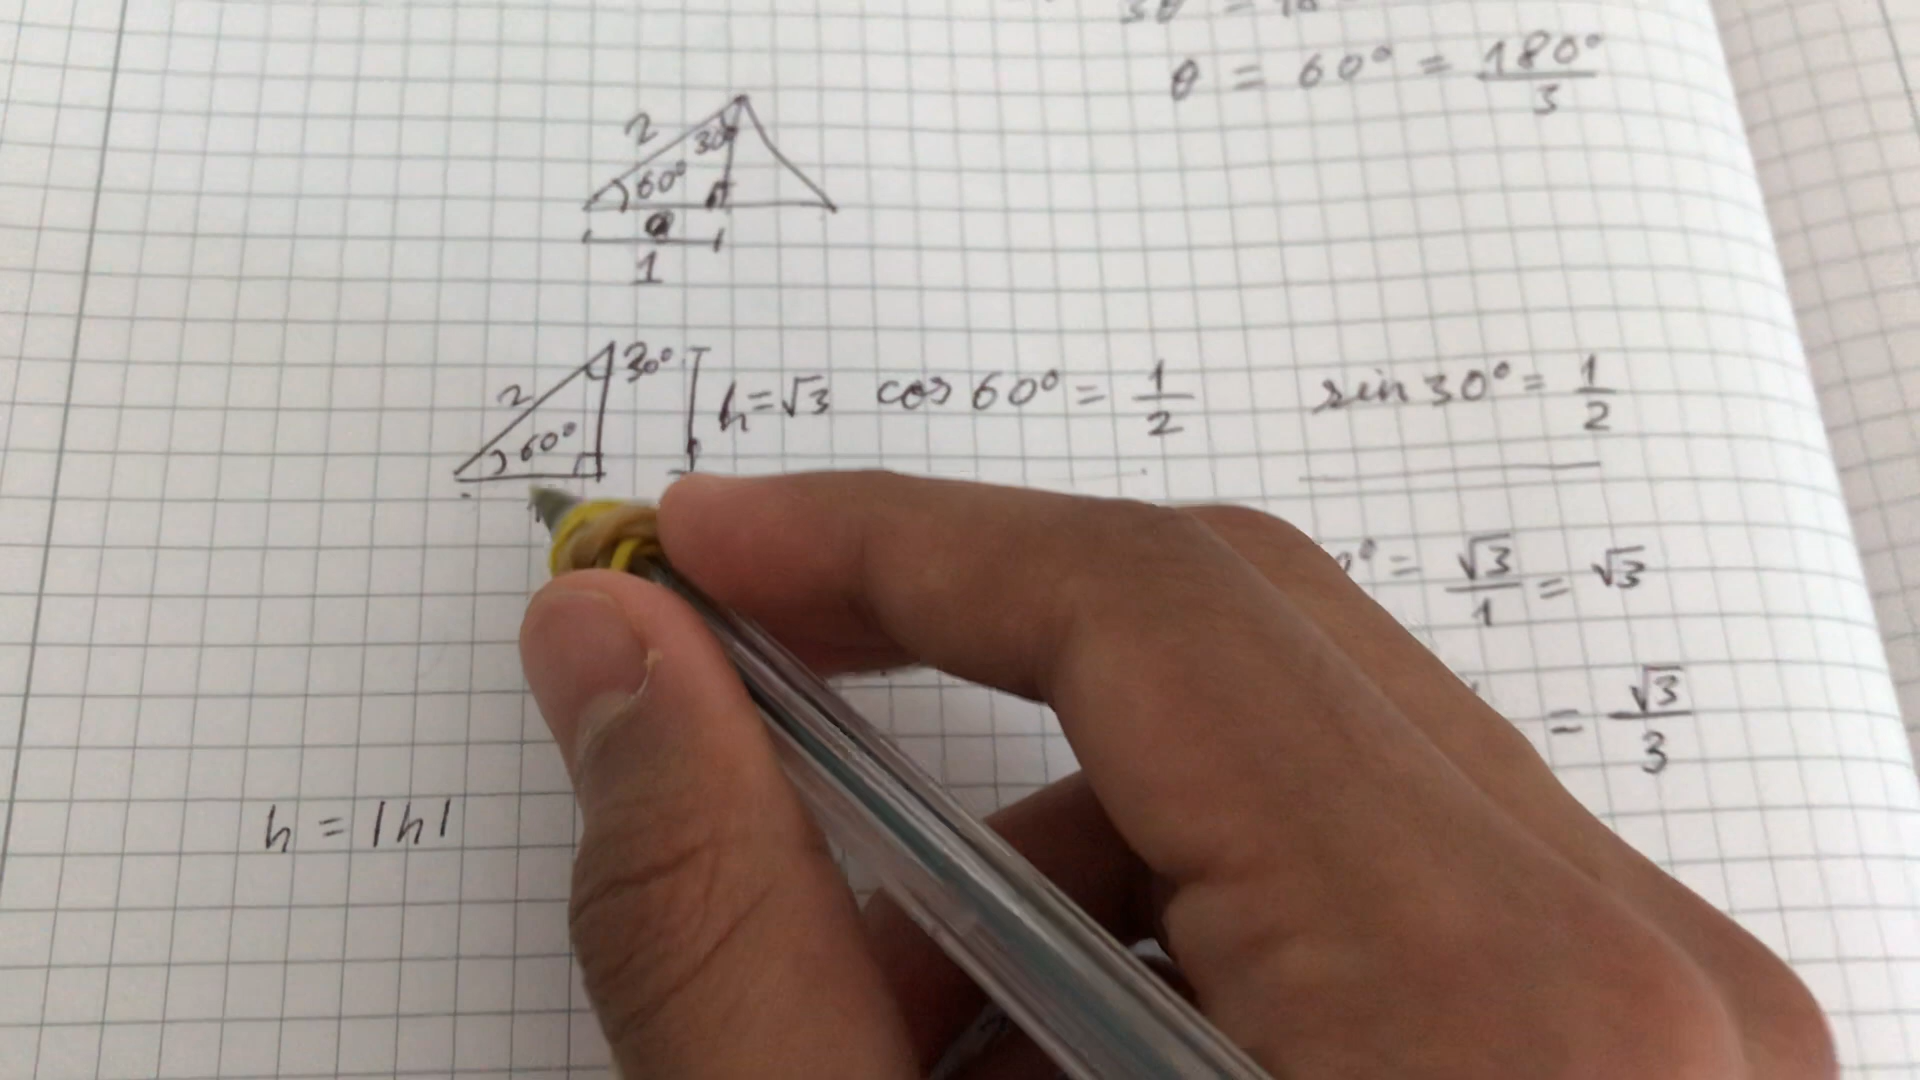 θ = 60° = 180°/3
2
30
60°
1
2 30°
60°
h=√3 cos 60° = 1/2 sin 30° = 1/2
0° = √3/1 = √3
= √3/3
h = |h|